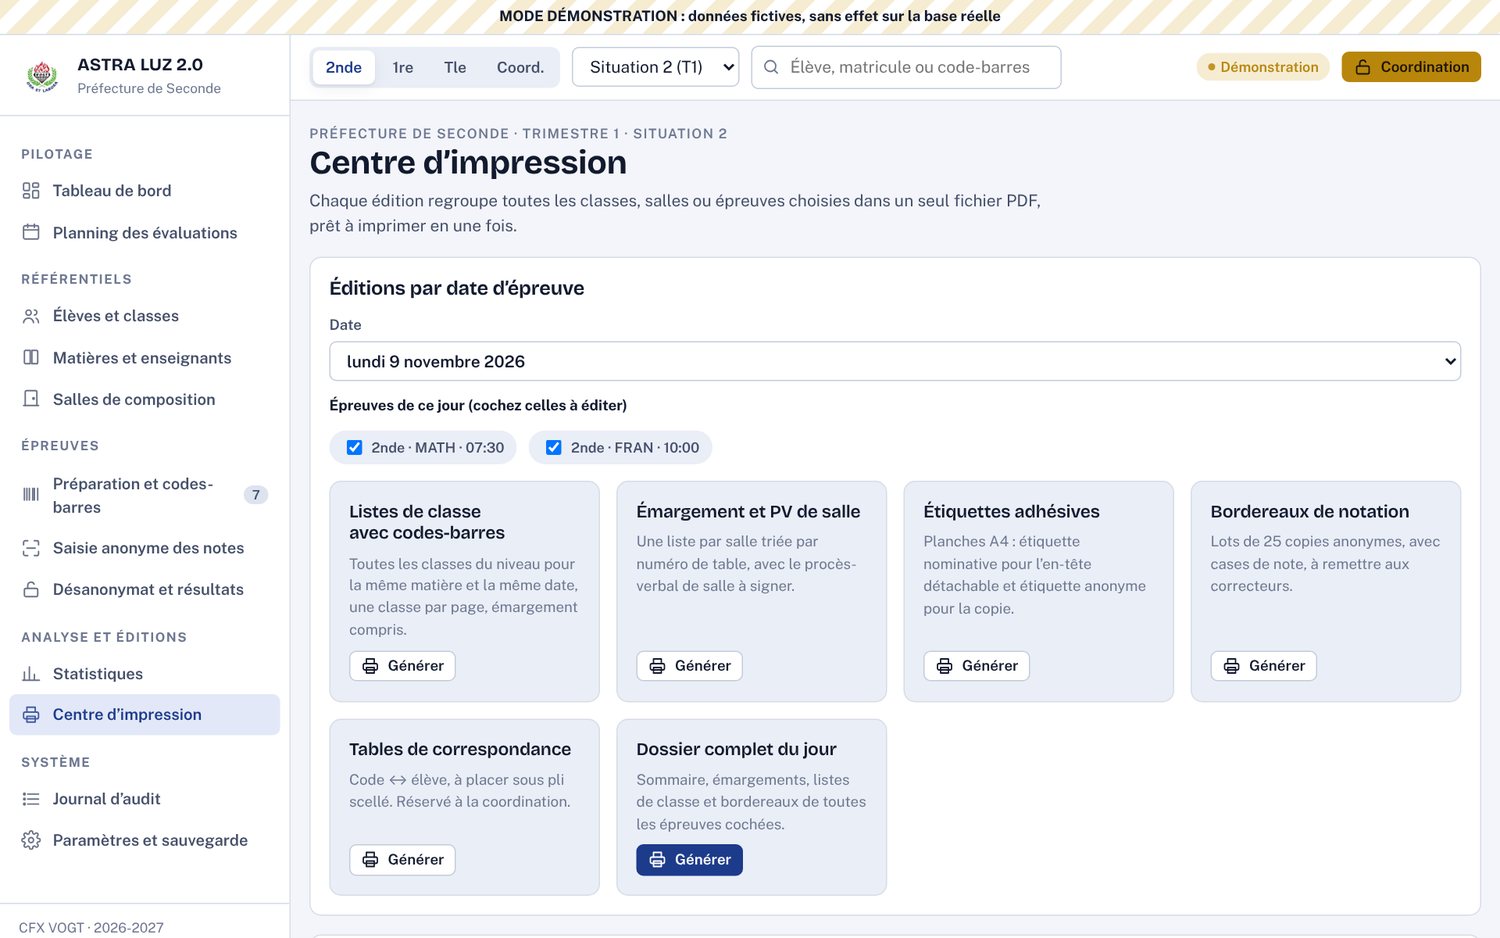 MODE DÉMONSTRATION : données fictives, sans effet sur la base réelle
ASTRA LUZ 2.0
Préfecture de Seconde
2nde
1re
Tle
Coord.
Situation 2 (T1)
Élève, matricule ou code-barres
Démonstration
Coordination
PILOTAGE
Tableau de bord
Planning des évaluations
RÉFÉRENTIELS
Élèves et classes
Matières et enseignants
Salles de composition
ÉPREUVES
Préparation et codes-
barres
7
Saisie anonyme des notes
Désanonymat et résultats
ANALYSE ET ÉDITIONS
Statistiques
Centre d’impression
SYSTÈME
Journal d’audit
Paramètres et sauvegarde
CFX VOGT · 2026-2027
PRÉFECTURE DE SECONDE · TRIMESTRE 1 · SITUATION 2
Centre d’impression
Chaque édition regroupe toutes les classes, salles ou épreuves choisies dans un seul fichier PDF,
prêt à imprimer en une fois.
Éditions par date d’épreuve
Date
lundi 9 novembre 2026
Épreuves de ce jour (cochez celles à éditer)
2nde · MATH · 07:30
2nde · FRAN · 10:00
Listes de classe
avec codes-barres
Toutes les classes du niveau pour
la même matière et la même date,
une classe par page, émargement
compris.
Générer
Émargement et PV de salle
Une liste par salle triée par
numéro de table, avec le procès-
verbal de salle à signer.
Générer
Étiquettes adhésives
Planches A4 : étiquette
nominative pour l’en-tête
détachable et étiquette anonyme
pour la copie.
Générer
Bordereaux de notation
Lots de 25 copies anonymes, avec
cases de note, à remettre aux
correcteurs.
Générer
Tables de correspondance
Code ↔ élève, à placer sous pli
scellé. Réservé à la coordination.
Générer
Dossier complet du jour
Sommaire, émargements, listes
de classe et bordereaux de toutes
les épreuves cochées.
Générer